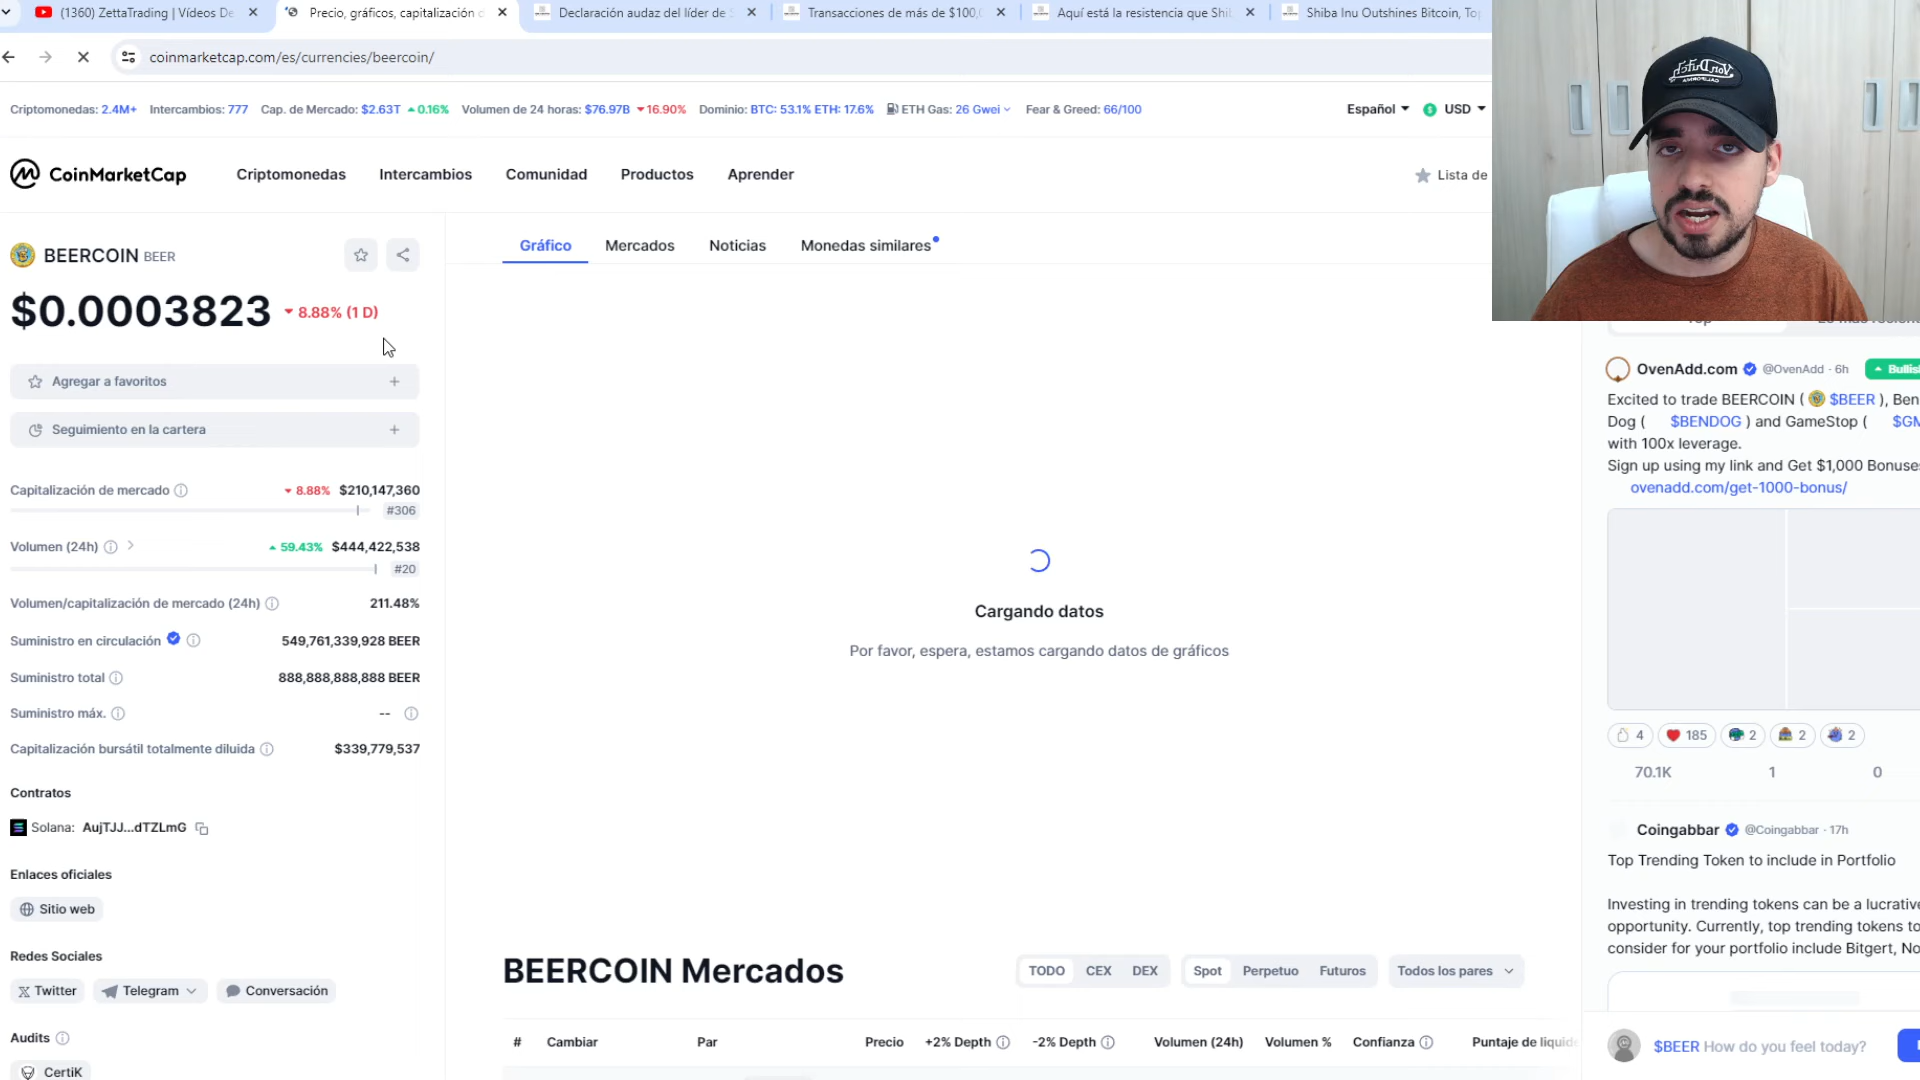 (1360) ZettaTrading | Vídeos De
Precio, gráficos, capitalización d
Declaración audaz del líder de S
Transacciones de más de $100,0
Aquí está la resistencia que Shib
Shiba Inu Outshines Bitcoin, Top
coinmarketcap.com/es/currencies/beercoin/
Criptomonedas: 2.4M+ Intercambios: 777 Cap. de Mercado: $2.63T 0.16% Volumen de 24 horas: $76.97B 16.90% Dominio: BTC: 53.1% ETH: 17.6% ETH Gas: 26 Gwei Fear & Greed: 66/100
Español USD
CoinMarketCap
Criptomonedas Intercambios Comunidad Productos Aprender
Lista de
BEERCOIN BEER
$0.0003823 8.88% (1 D)
Agregar a favoritos +
Seguimiento en la cartera +
Capitalización de mercado 8.88% $210,147,360
#306
Volumen (24h) 59.43% $444,422,538
#20
Volumen/capitalización de mercado (24h) 211.48%
Suministro en circulación 549,761,339,928 BEER
Suministro total 888,888,888,888 BEER
Suministro máx. --
Capitalización bursátil totalmente diluida $339,779,537
Contratos
Solana: AujTJJ...dTZLmG
Enlaces oficiales
Sitio web
Redes Sociales
Twitter Telegram Conversación
Audits
CertiK
Gráfico Mercados Noticias Monedas similares
Cargando datos
Por favor, espera, estamos cargando datos de gráficos
BEERCOIN Mercados
TODO CEX DEX
Spot Perpetuo Futuros
Todos los pares
# Cambiar Par Precio +2% Depth -2% Depth Volumen (24h) Volumen % Confianza Puntaje de liquide
OvenAdd.com @OvenAdd · 6h Bullis
Excited to trade BEERCOIN ( $BEER ), Ben
Dog ( $BENDOG ) and GameStop ( $GM
with 100x leverage.
Sign up using my link and Get $1,000 Bonuses
ovenadd.com/get-1000-bonus/
4 185 2 2 2
70.1K 1 0
Coingabbar @Coingabbar · 17h
Top Trending Token to include in Portfolio
Investing in trending tokens can be a lucrative
opportunity. Currently, top trending tokens to
consider for your portfolio include Bitgert, No
$BEER How do you feel today?